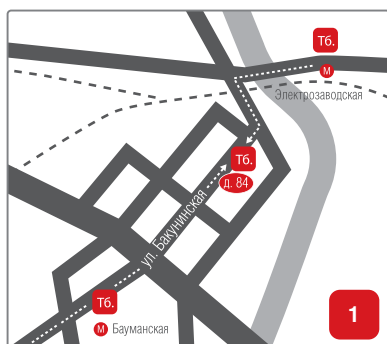 Тб.
М
Электрозаводская
Тб.
д. 84
ул. Бакунинская
Тб.
М Бауманская
1